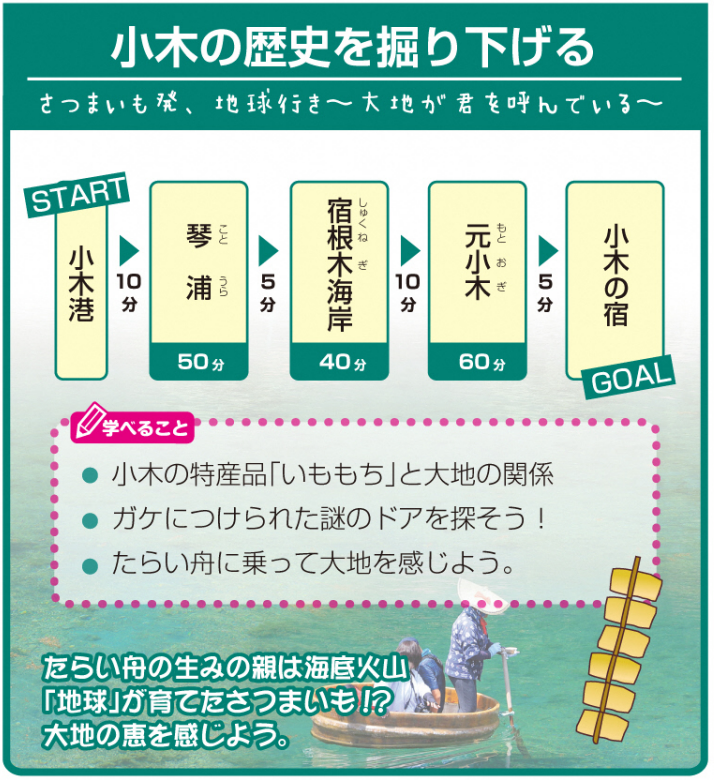 小木の歴史を掘り下げる
さつまいも発、地球行き～大地が君を呼んでいる～
START
小木港
10分
琴浦
ことうら
50分
5分
宿根木海岸
しゅくねぎ
40分
10分
元小木
もとおぎ
60分
5分
小木の宿
GOAL
学べること
● 小木の特産品「いももち」と大地の関係
● ガケにつけられた謎のドアを探そう！
● たらい舟に乗って大地を感じよう。
たらい舟の生みの親は海底火山
「地球」が育てたさつまいも!?
大地の恵を感じよう。